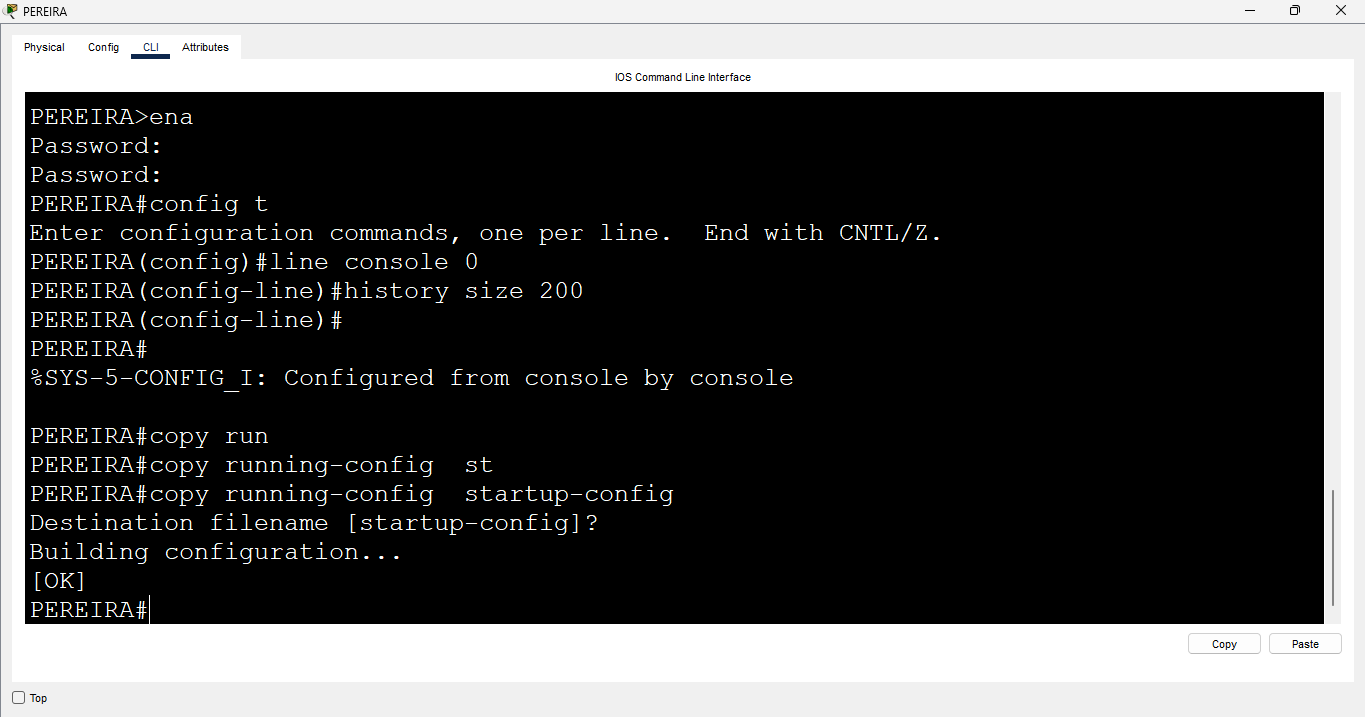 PEREIRA
Physical Config CLI Attributes
IOS Command Line Interface
PEREIRA>ena
Password:
Password:
PEREIRA#config t
Enter configuration commands, one per line.  End with CNTL/Z.
PEREIRA(config)#line console 0
PEREIRA(config-line)#history size 200
PEREIRA(config-line)#
PEREIRA#
%SYS-5-CONFIG_I: Configured from console by console
PEREIRA#copy run
PEREIRA#copy running-config  st
PEREIRA#copy running-config  startup-config
Destination filename [startup-config]?
Building configuration...
[OK]
PEREIRA#
Copy Paste
Top